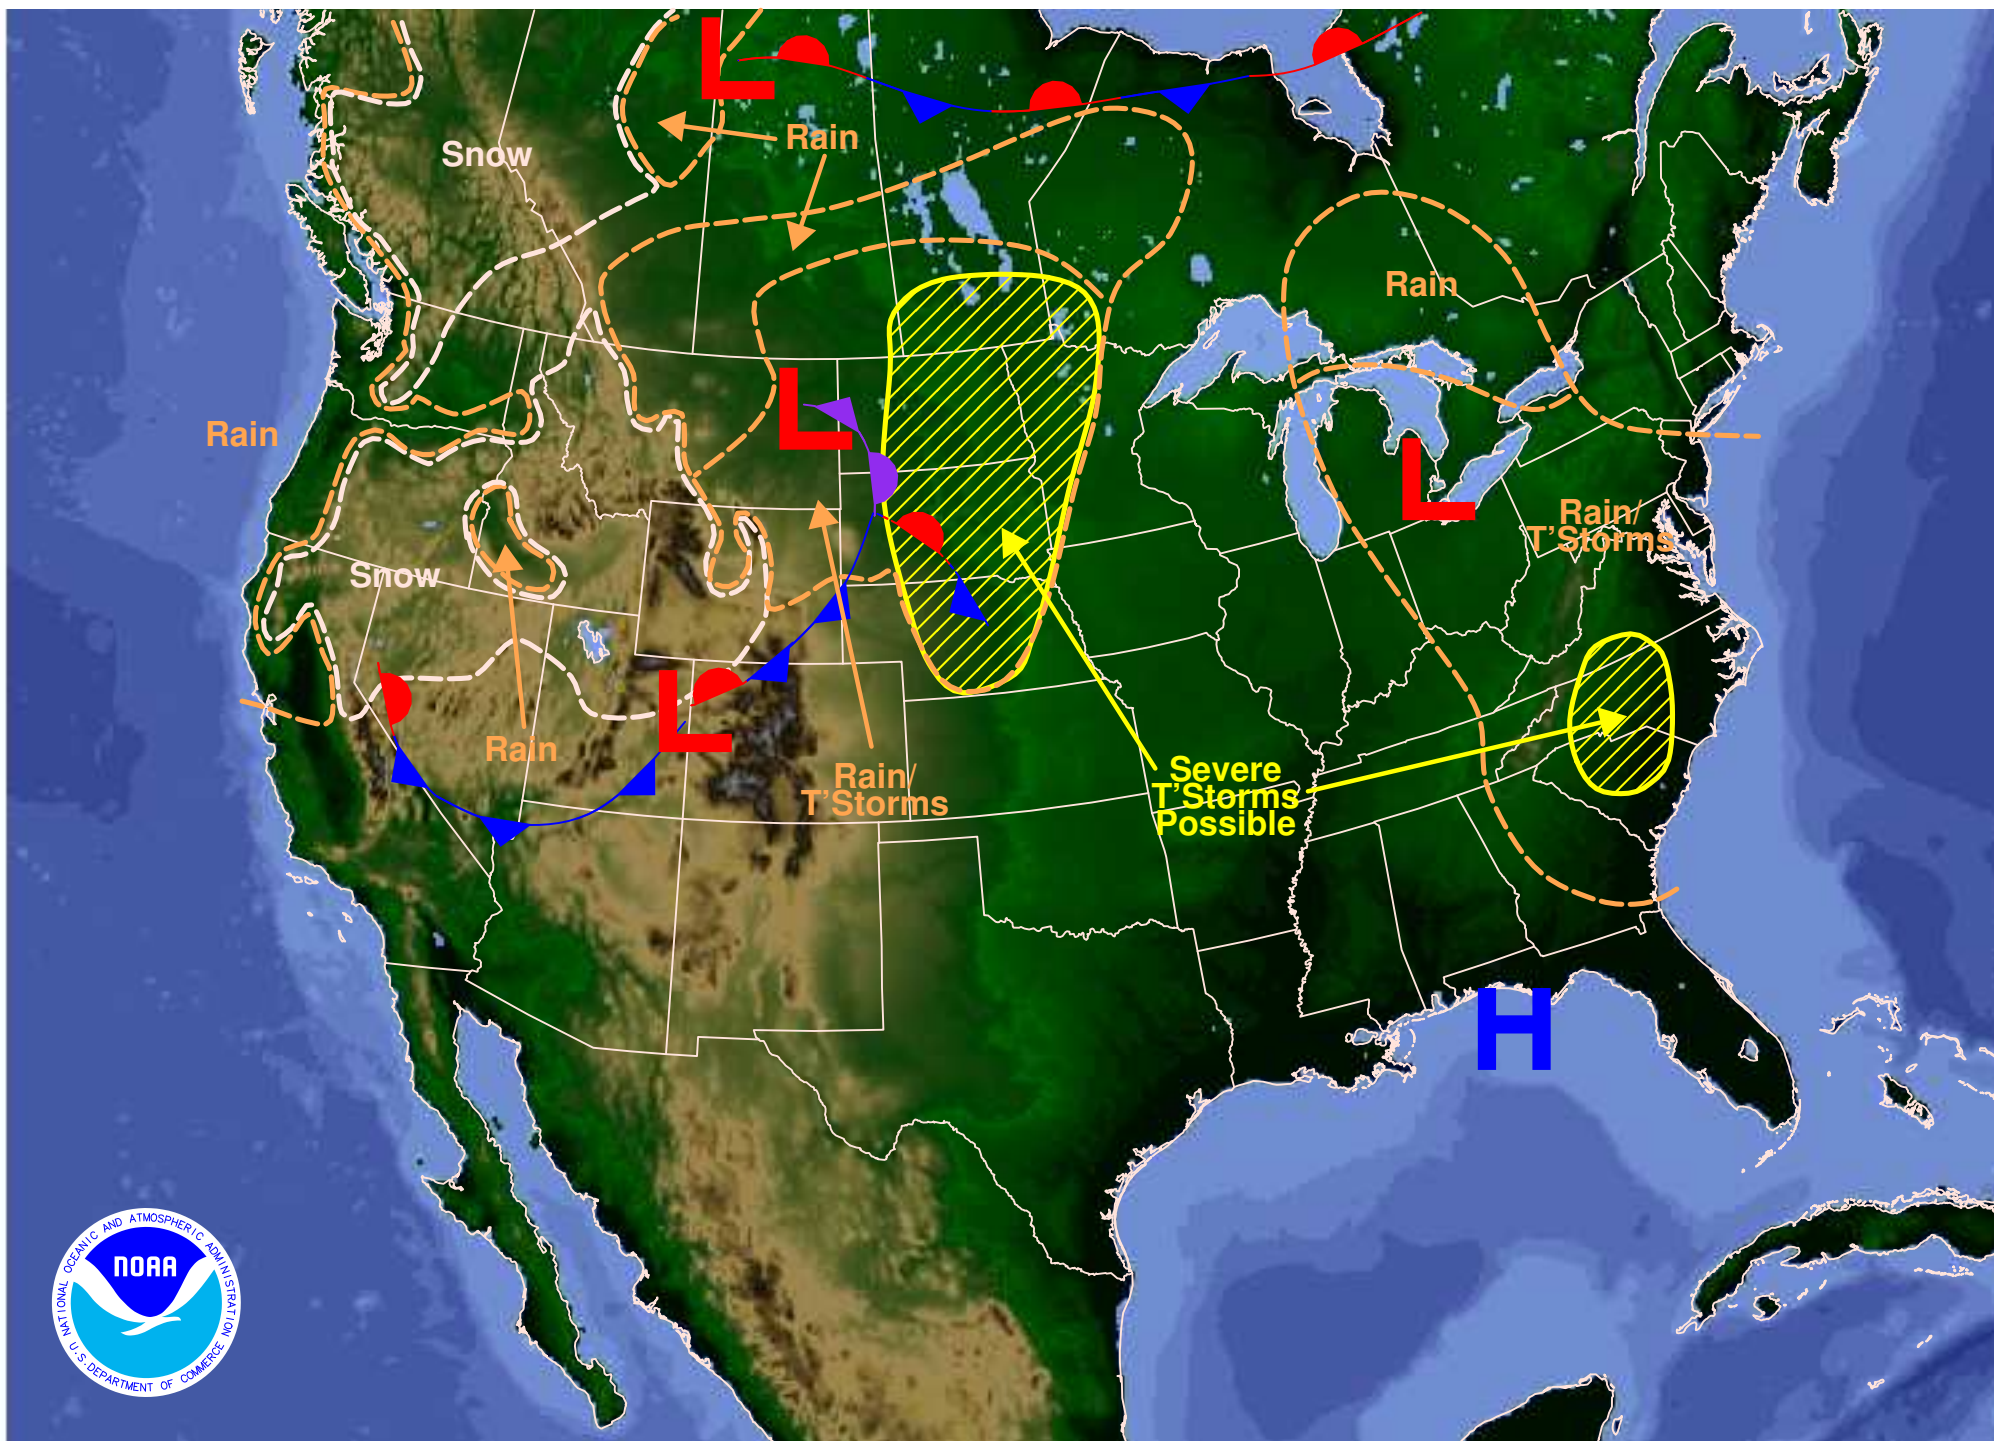 L
Rain
Snow
Rain
L
Rain
L
Rain/
T'Storms
Snow
L
Rain
Rain/
T'Storms
Severe
T'Storms
Possible
H
NATIONAL OCEANIC AND ATMOSPHERIC ADMINISTRATION
NOAA
U.S. DEPARTMENT OF COMMERCE